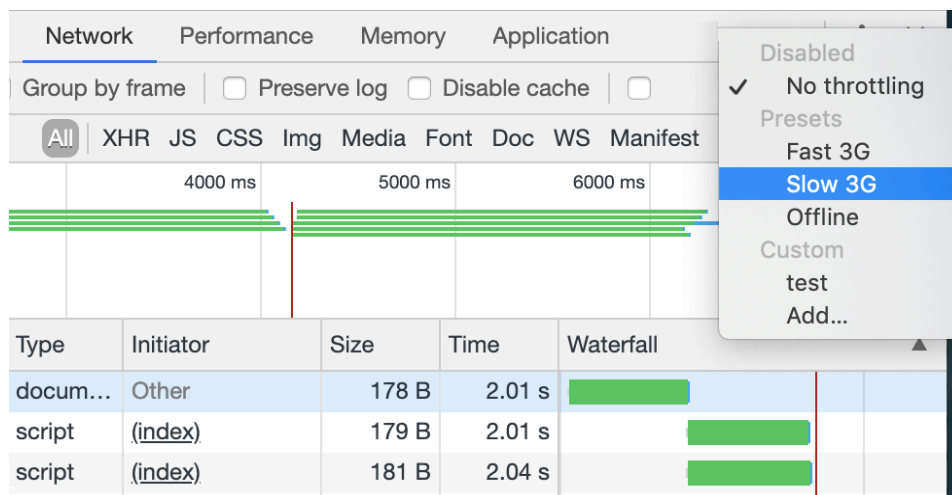 Network Performance Memory Application
Group by frame Preserve log Disable cache
All XHR JS CSS Img Media Font Doc WS Manifest
4000 ms 5000 ms 6000 ms
Disabled
No throttling
Presets
Fast 3G
Slow 3G
Offline
Custom
test
Add...
Type Initiator Size Time Waterfall
docum... Other 178 B 2.01 s
script (index) 179 B 2.01 s
script (index) 181 B 2.04 s